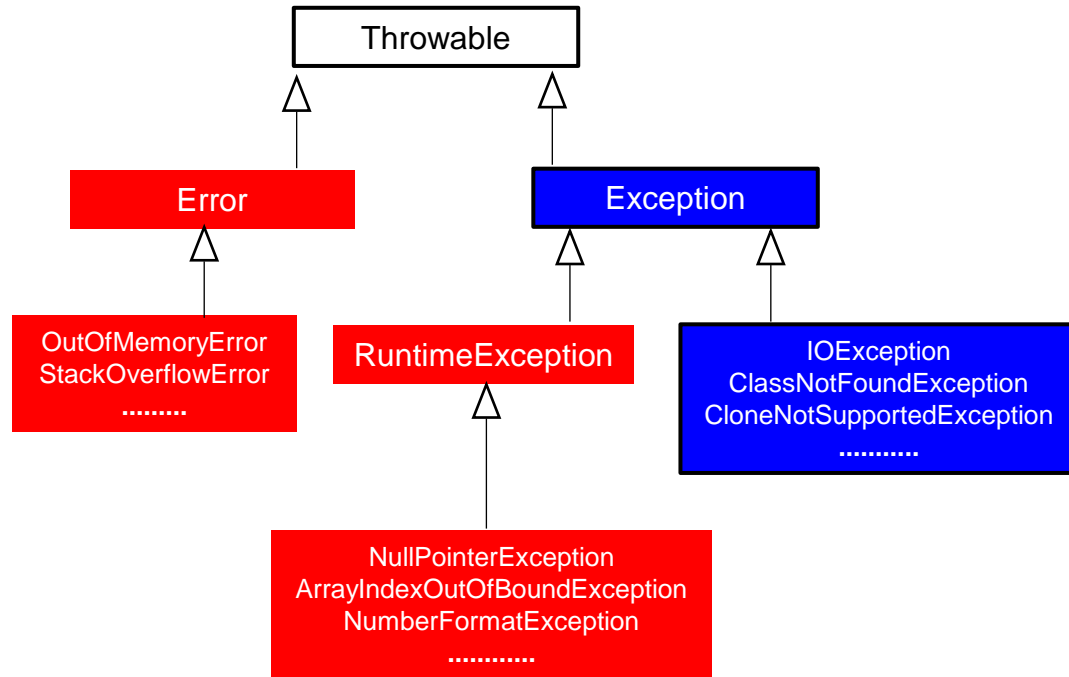 Throwable
Error
Exception
OutOfMemoryError
StackOverflowError
.........
RuntimeException
IOException
ClassNotFoundException
CloneNotSupportedException
...........
NullPointerException
ArrayIndexOutOfBoundException
NumberFormatException
............